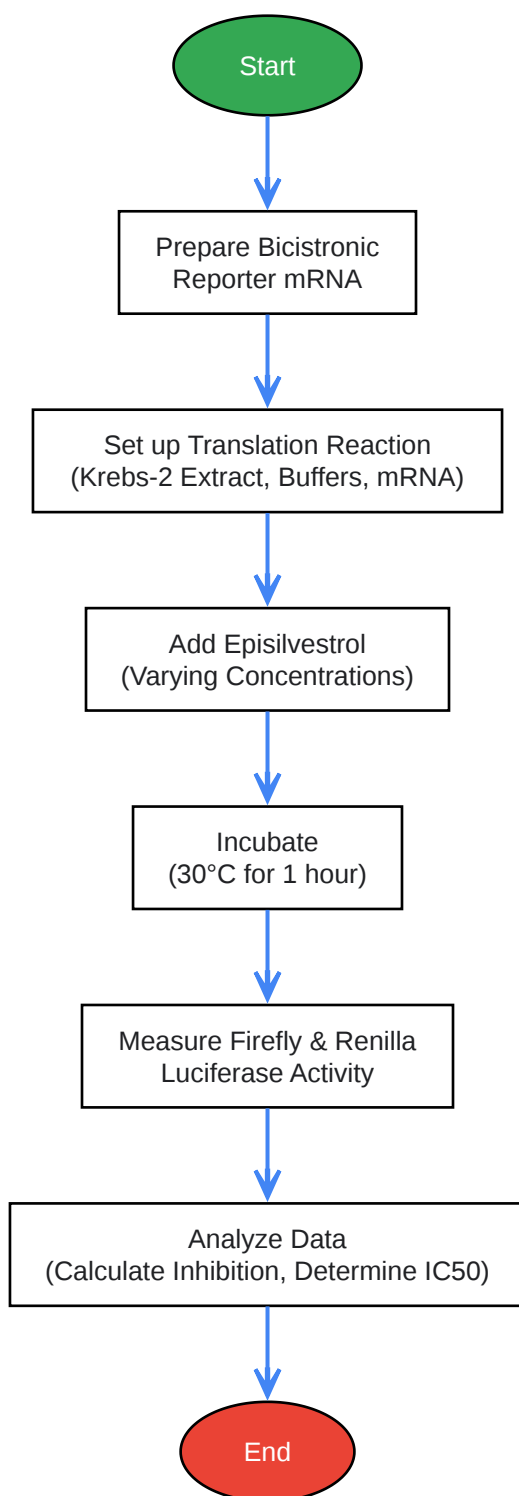 Start
Prepare Bicistronic
Reporter mRNA
Set up Translation Reaction
(Krebs-2 Extract, Buffers, mRNA)
Add Episilvestrol
(Varying Concentrations)
Incubate
(30°C for 1 hour)
Measure Firefly & Renilla
Luciferase Activity
Analyze Data
(Calculate Inhibition, Determine IC50)
End